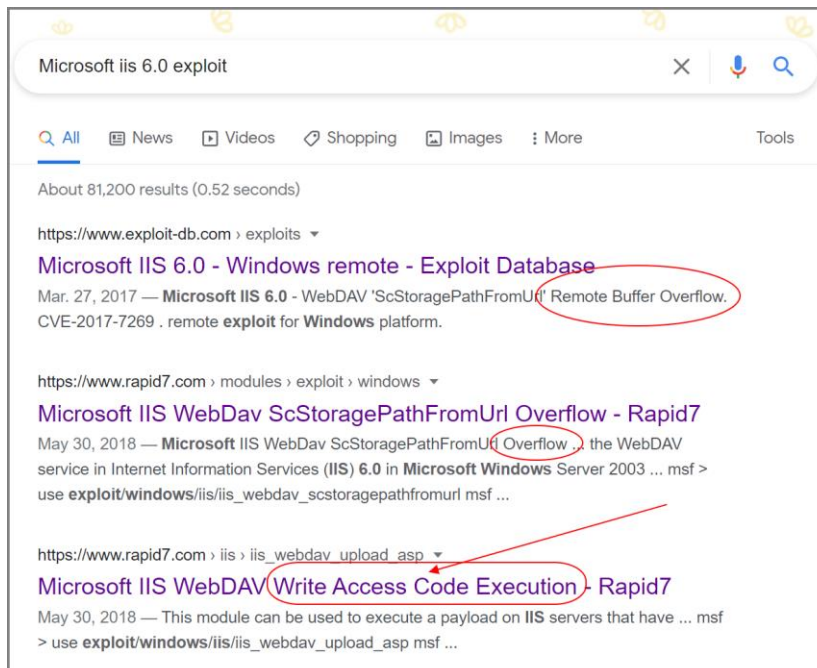 Microsoft iis 6.0 exploit
All News Videos Shopping Images More Tools
About 81,200 results (0.52 seconds)
https://www.exploit-db.com › exploits
Microsoft IIS 6.0 - Windows remote - Exploit Database
Mar. 27, 2017 — Microsoft IIS 6.0 - WebDAV 'ScStoragePathFromUrl' Remote Buffer Overflow.
CVE-2017-7269 . remote exploit for Windows platform.
https://www.rapid7.com › modules › exploit › windows
Microsoft IIS WebDav ScStoragePathFromUrl Overflow - Rapid7
May 30, 2018 — Microsoft IIS WebDav ScStoragePathFromUrl Overflow ... the WebDAV
service in Internet Information Services (IIS) 6.0 in Microsoft Windows Server 2003 ... msf >
use exploit/windows/iis/iis_webdav_scstoragepathfromurl msf ...
https://www.rapid7.com › iis › iis_webdav_upload_asp
Microsoft IIS WebDAV Write Access Code Execution - Rapid7
May 30, 2018 — This module can be used to execute a payload on IIS servers that have ... msf
> use exploit/windows/iis/iis_webdav_upload_asp msf ...